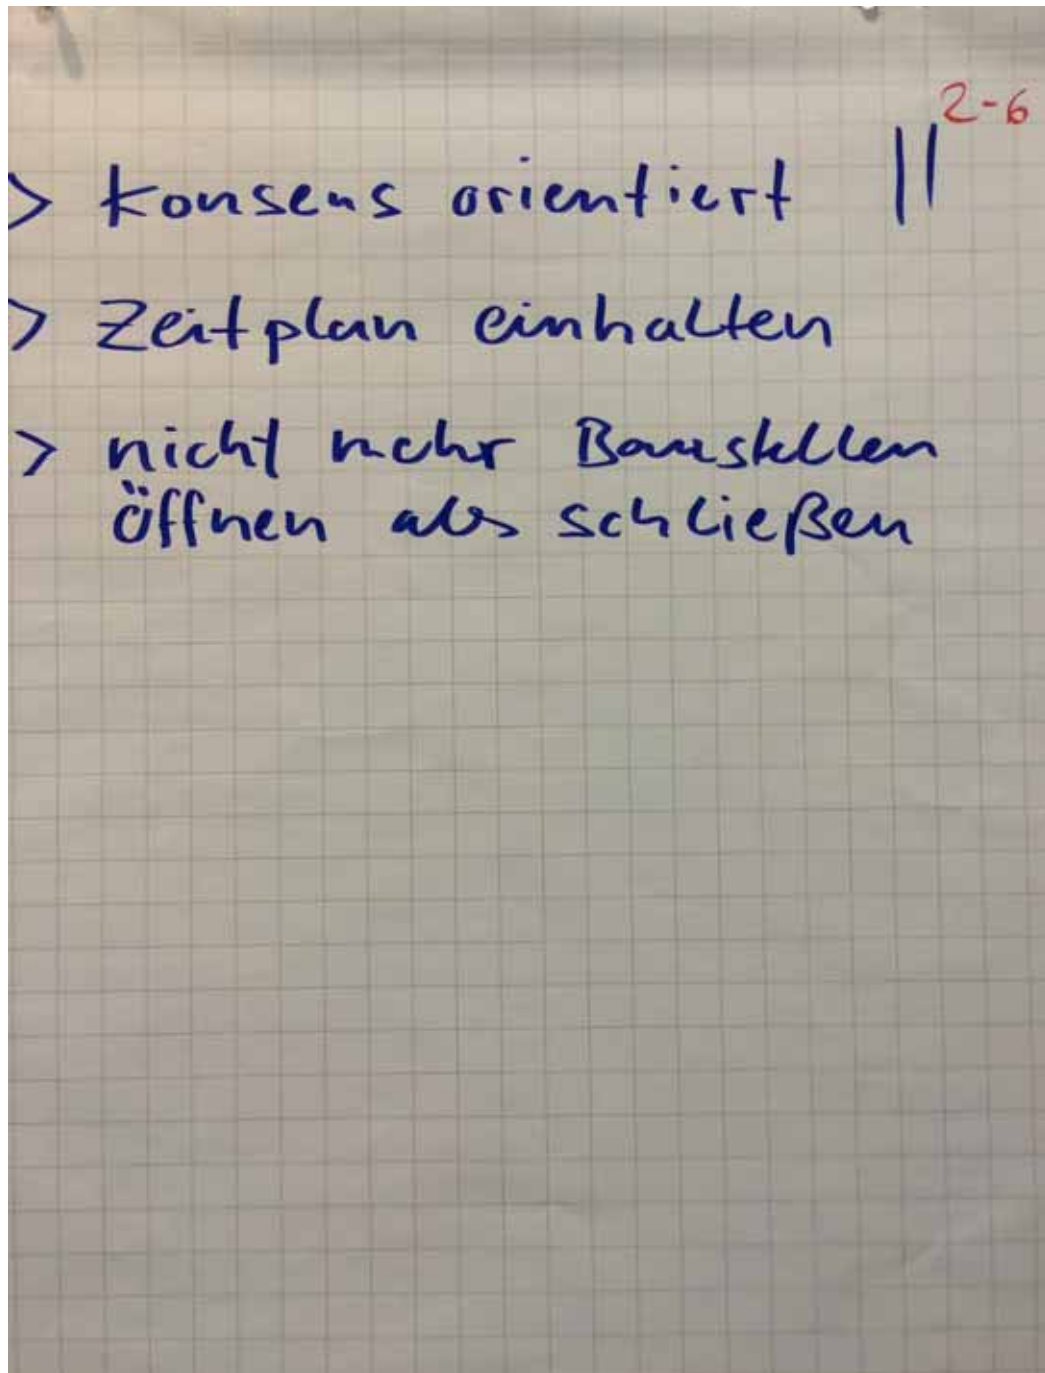 2-6
> Konsens orientiert ||
> Zeitplan einhalten
> nicht mehr Baustellen
öffnen als schließen